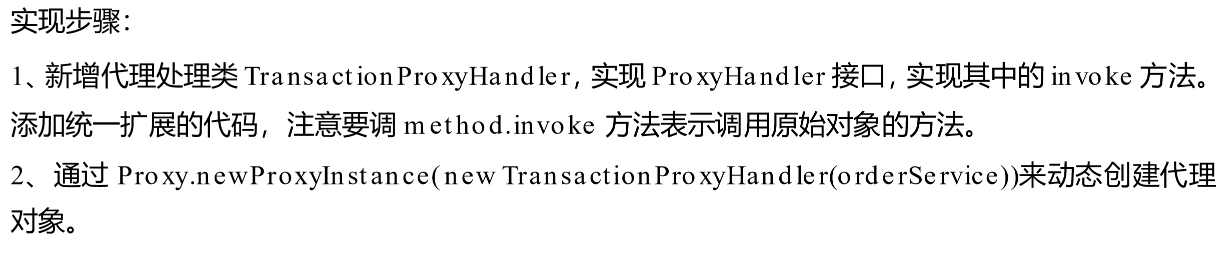 实现步骤：
1、新增代理处理类 TransactionProxyHandler，实现 ProxyHandler 接口，实现其中的 invoke 方法。
添加统一扩展的代码，注意要调 method.invoke 方法表示调用原始对象的方法。
2、通过 Proxy.newProxyInstance(new TransactionProxyHandler(orderService))来动态创建代理
对象。